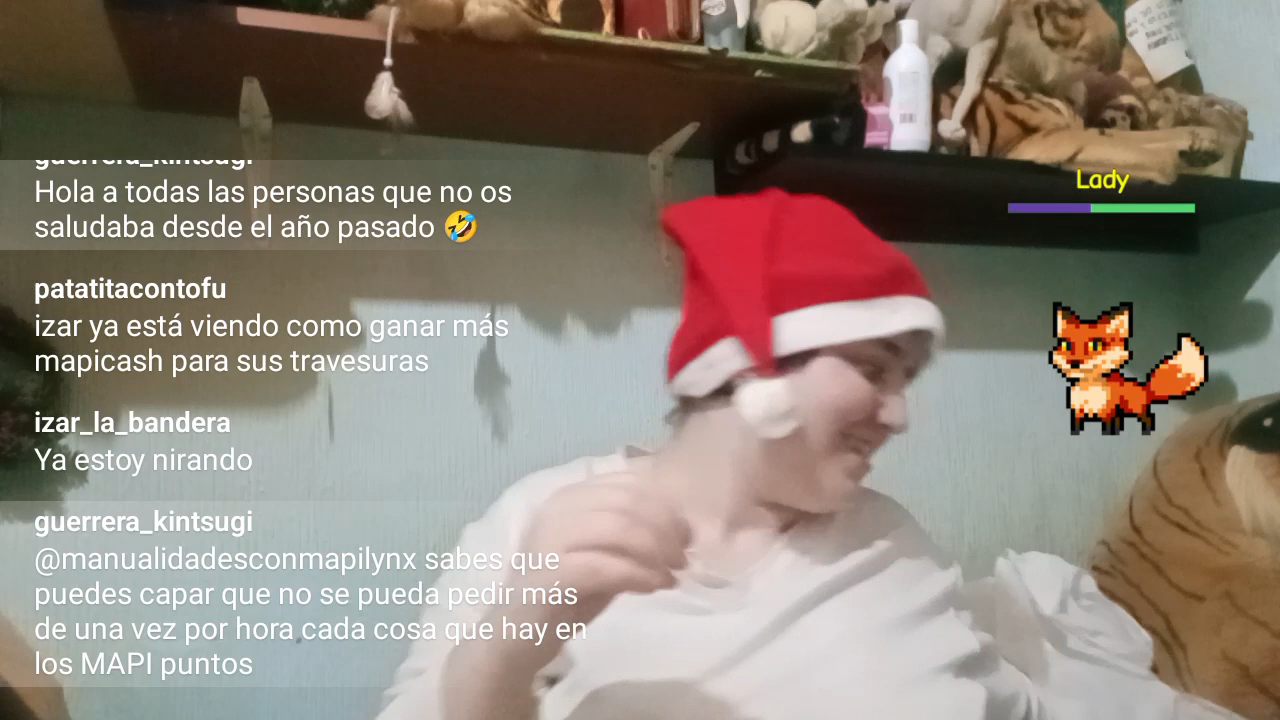 guerrera_kintsugi
Hola a todas las personas que no os
saludaba desde el año pasado 🤣
patatitacontofu
izar ya está viendo como ganar más
mapicash para sus travesuras
izar_la_bandera
Ya estoy nirando
guerrera_kintsugi
@manualidadesconmapilynx sabes que
puedes capar que no se pueda pedir más
de una vez por hora cada cosa que hay en
los MAPI puntos
Lady